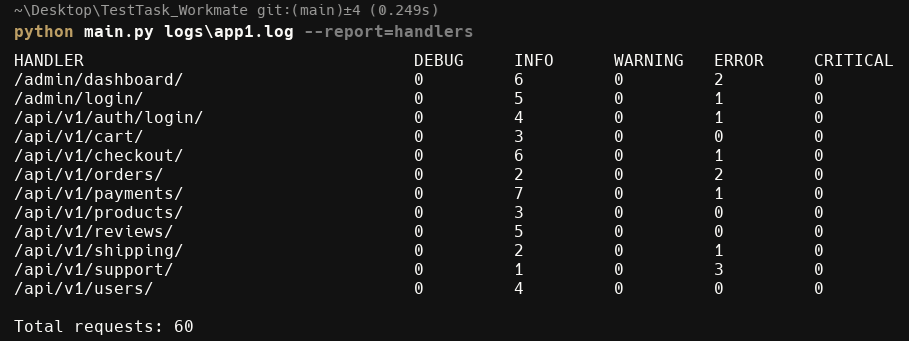 ~\Desktop\TestTask_Workmate git:(main)±4 (0.249s)
python main.py logs\app1.log --report=handlers
HANDLER DEBUG INFO WARNING ERROR CRITICAL
/admin/dashboard/ 0 6 0 2 0
/admin/login/ 0 5 0 1 0
/api/v1/auth/login/ 0 4 0 1 0
/api/v1/cart/ 0 3 0 0 0
/api/v1/checkout/ 0 6 0 1 0
/api/v1/orders/ 0 2 0 2 0
/api/v1/payments/ 0 7 0 1 0
/api/v1/products/ 0 3 0 0 0
/api/v1/reviews/ 0 5 0 0 0
/api/v1/shipping/ 0 2 0 1 0
/api/v1/support/ 0 1 0 3 0
/api/v1/users/ 0 4 0 0 0
Total requests: 60